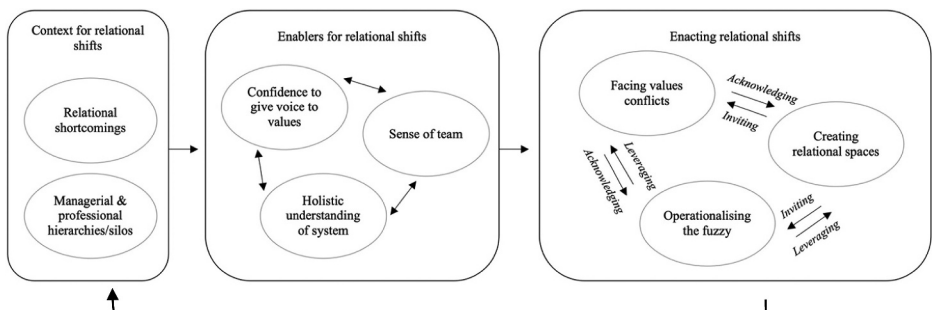 Context for relational
shifts
Relational
shortcomings
Managerial &
professional
hierarchies/silos
Enablers for relational shifts
Confidence to
give voice to
values
Sense of team
Holistic
understanding
of system
Enacting relational shifts
Facing values
conflicts
Acknowledging
Inviting
Creating
relational spaces
Leveraging
Acknowledging
Operationalising
the fuzzy
Inviting
Leveraging